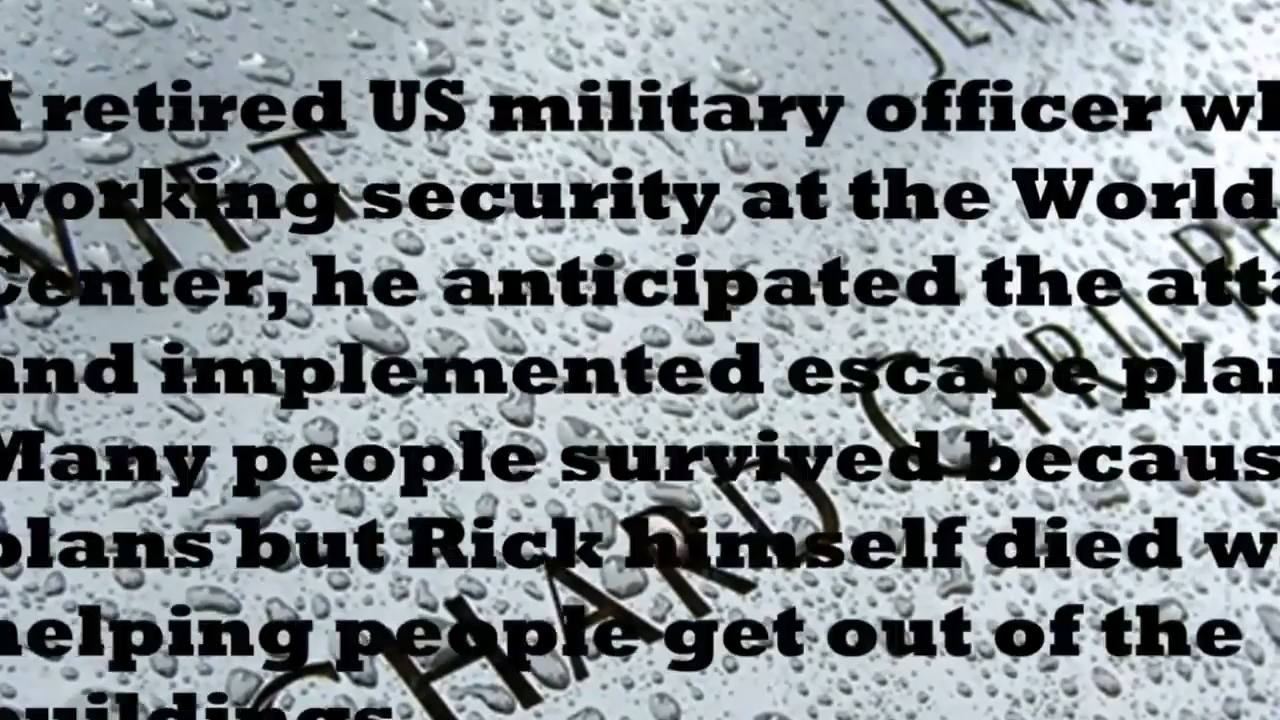 A retired US military officer wh
working security at the World
Center, he anticipated the atta
and implemented escape plan
Many people survived becaus
plans but Rick himself died w
helping people get out of the
buildings
CHARD